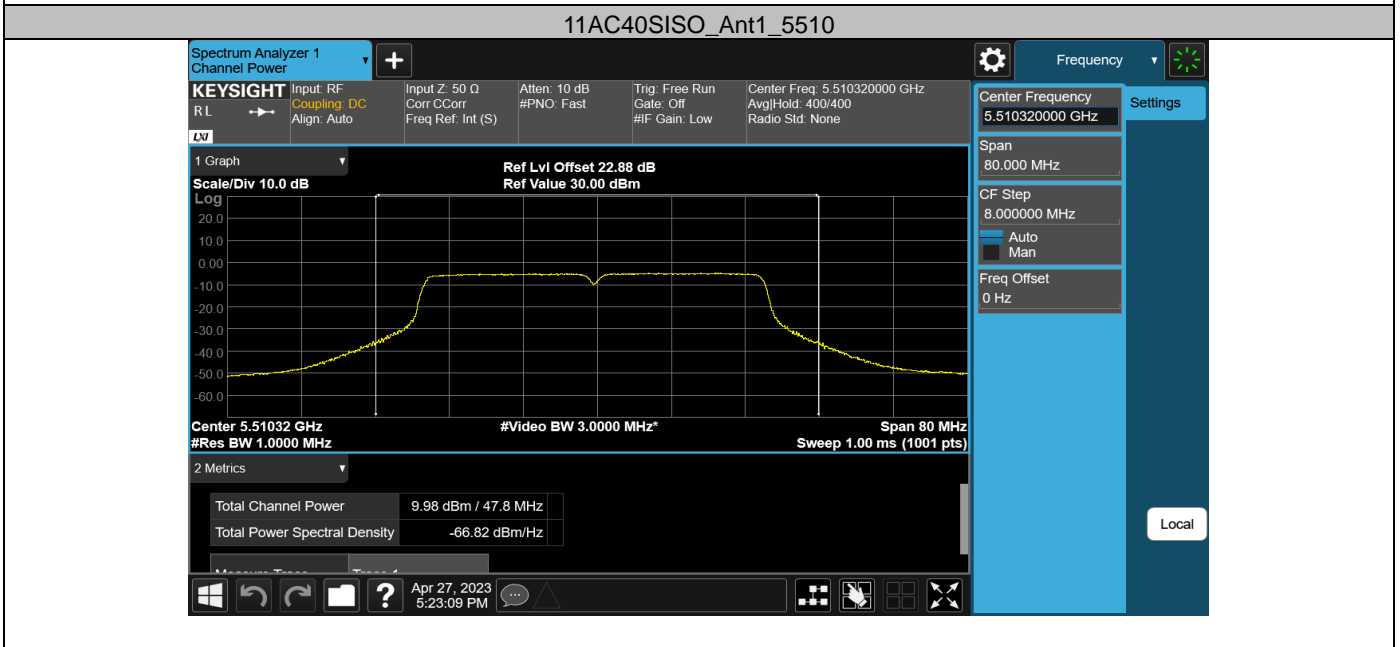 11AC40SISO_Ant1_5510
Spectrum Analyzer 1
Channel Power
Frequency
KEYSIGHT
R L
LXI
Input: RF
Coupling: DC
Align: Auto
Input Z: 50 Ω
Corr CCorr
Freq Ref: Int (S)
Atten: 10 dB
#PNO: Fast
Trig: Free Run
Gate: Off
#IF Gain: Low
Center Freq: 5.510320000 GHz
Avg|Hold: 400/400
Radio Std: None
Center Frequency
5.510320000 GHz
Settings
Span
80.000 MHz
CF Step
8.000000 MHz
Auto
Man
Freq Offset
0 Hz
Local
1 Graph
Scale/Div 10.0 dB
Ref Lvl Offset 22.88 dB
Ref Value 30.00 dBm
Log
20.0
10.0
0.00
-10.0
-20.0
-30.0
-40.0
-50.0
-60.0
Center 5.51032 GHz
#Res BW 1.0000 MHz
#Video BW 3.0000 MHz*
Span 80 MHz
Sweep 1.00 ms (1001 pts)
2 Metrics
Total Channel Power 9.98 dBm / 47.8 MHz
Total Power Spectral Density -66.82 dBm/Hz
Measure Trace Trace 1
?
Apr 27, 2023
5:23:09 PM